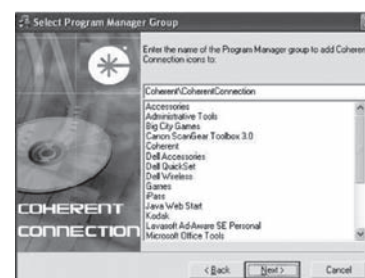 Select Program Manager Group
Enter the name of the Program Manager group to add Coheren
Connection icons to:
Coherent\CoherentConnection
Accessories
Administrative Tools
Big City Games
Canon ScanGear Toolbox 3.0
Coherent
Dell Accessories
Dell QuickSet
Dell Wireless
Games
iPass
Java Web Start
Kodak
Lavasoft Ad-Aware SE Personal
Microsoft Office Tools
COHERENT
CONNECTION
< Back
Next >
Cancel